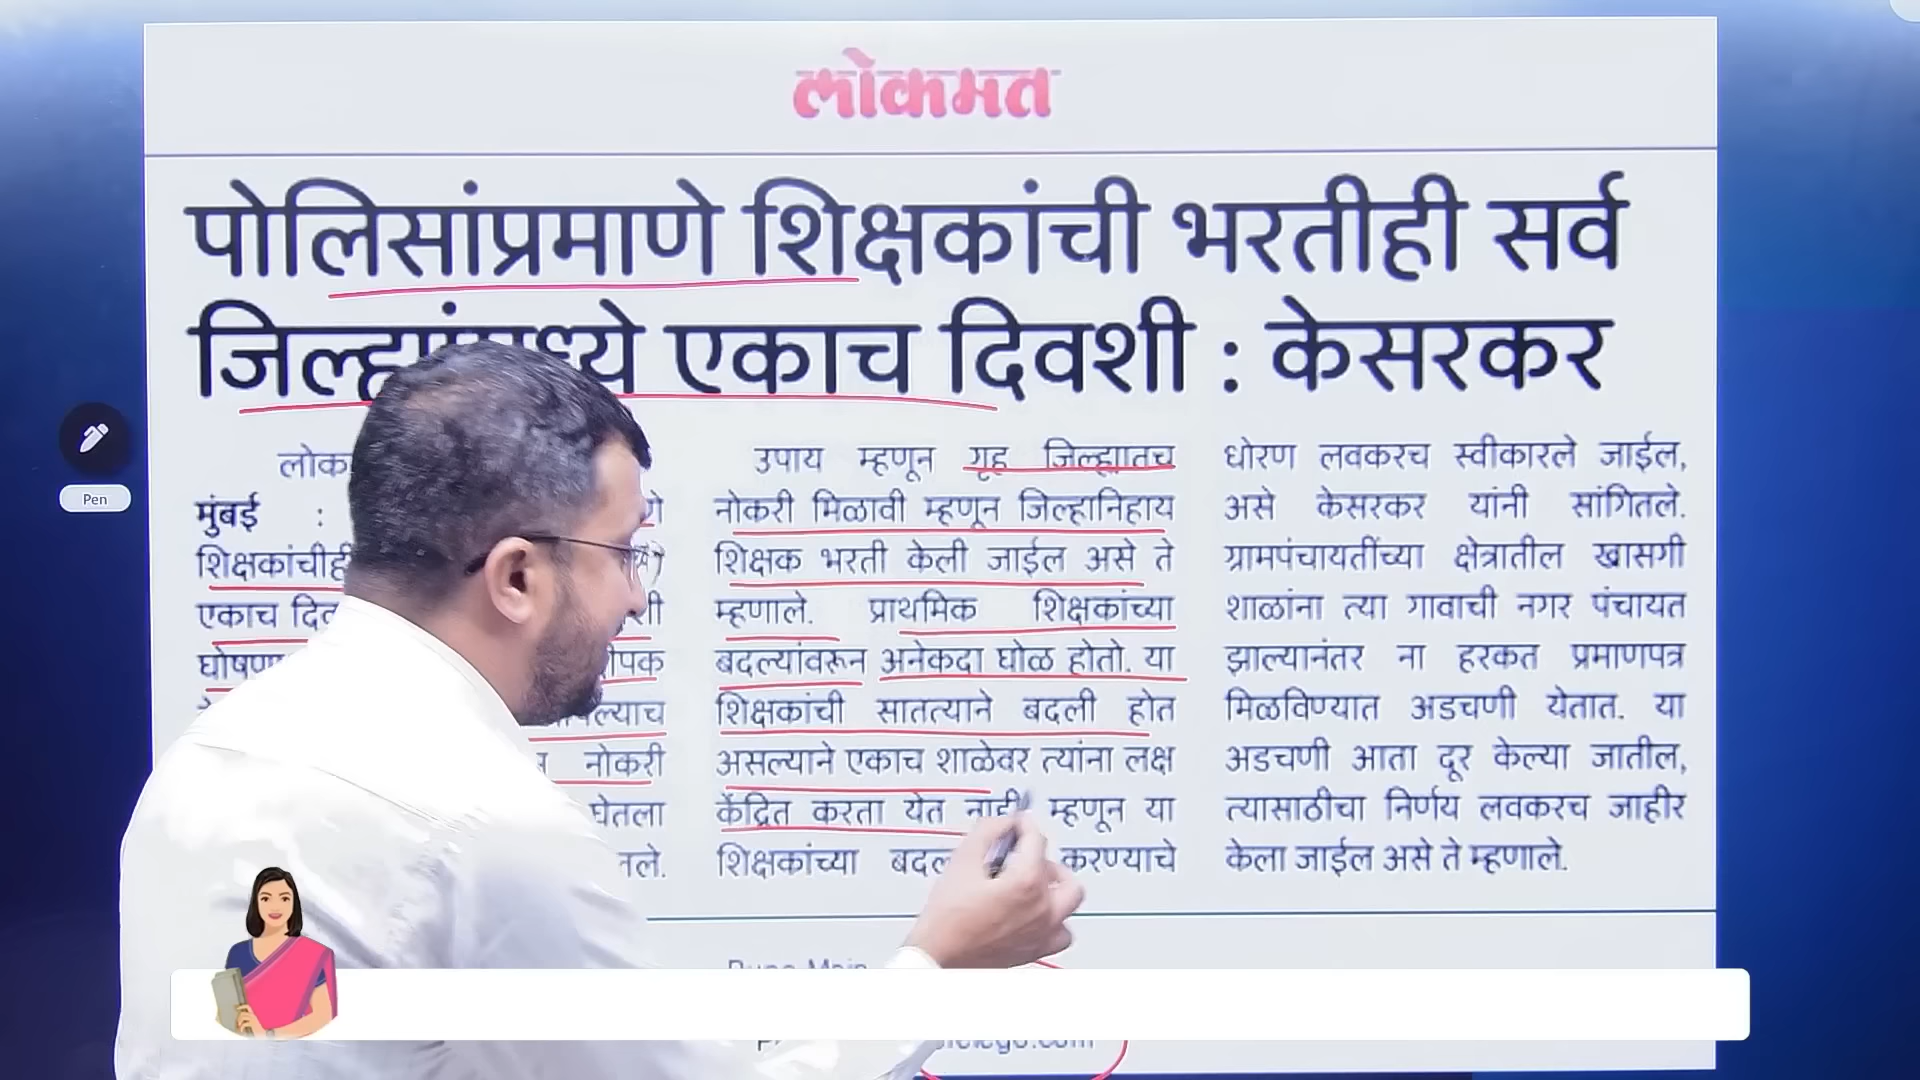 लोकमत
पोलिसांप्रमाणे शिक्षकांची भरतीही सर्व
जिल्ह्यांमध्ये एकाच दिवशी : केसरकर
मुंबई :
शिक्षकांचीही
एकाच
नोकरी
घेतला
उपाय म्हणून गृह जिल्ह्यातच
नोकरी मिळावी म्हणून जिल्हानिहाय
शिक्षक भरती केली जाईल असे ते
म्हणाले. प्राथमिक शिक्षकांच्या
बदल्यांवरून अनेकदा घोळ होतो. या
शिक्षकांची सातत्याने बदली होत
असल्याने एकाच शाळेवर त्यांना लक्ष
केंद्रित करता येत नाही म्हणून या
शिक्षकांच्या करण्याचे
धोरण लवकरच स्वीकारले जाईल,
असे केसरकर यांनी सांगितले.
ग्रामपंचायतींच्या क्षेत्रातील खासगी
शाळांना त्या गावाची नगर पंचायत
झाल्यानंतर ना हरकत प्रमाणपत्र
मिळविण्यात अडचणी येतात. या
अडचणी आता दूर केल्या जातील,
त्यासाठीचा निर्णय लवकरच जाहीर
केला जाईल असे ते म्हणाले.
Pen